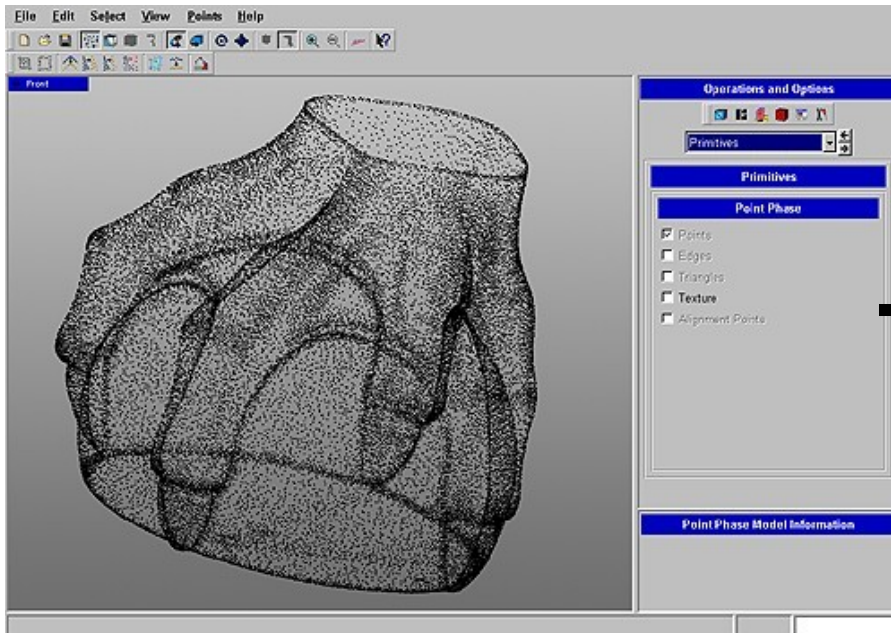 File Edit Select View Points Help
Front
Operations and Options
Primitives
Primitives
Point Phase
Points
Edges
Triangles
Texture
Alignment Points
Point Phase Model Information